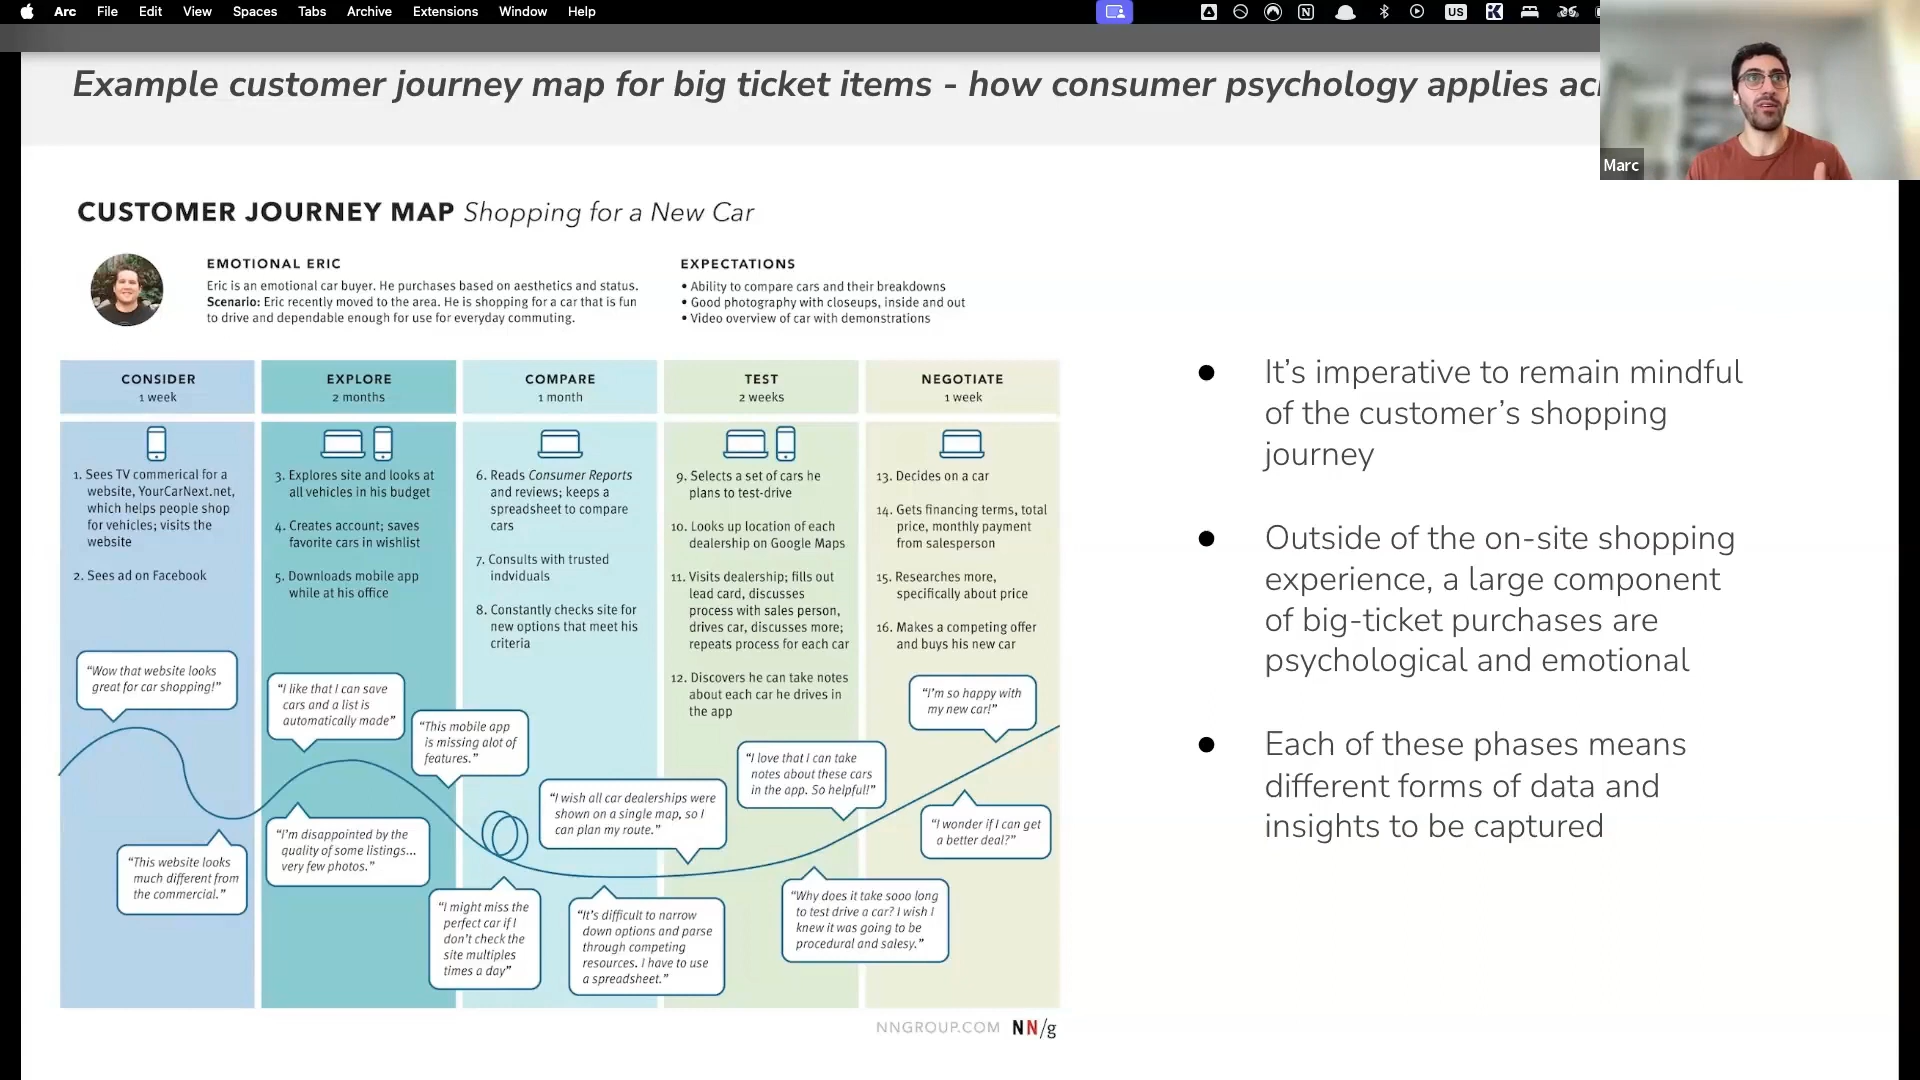 Arc File Edit View Spaces Tabs Archive Extensions Window Help
N
US
Example customer journey map for big ticket items - how consumer psychology applies
Marc
CUSTOMER JOURNEY MAP Shopping for a New Car
EMOTIONAL ERIC
Eric is an emotional car buyer. He purchases based on aesthetics and status.
Scenario: Eric recently moved to the area. He is shopping for a car that is fun
to drive and dependable enough for use for everyday commuting.
EXPECTATIONS
• Ability to compare cars and their breakdowns
• Good photography with closeups, inside and out
• Video overview of car with demonstrations
CONSIDER
1 week
1. Sees TV commerical for a
website, YourCarNext.net,
which helps people shop
for vehicles; visits the
website
2. Sees ad on Facebook
"Wow that website looks
great for car shopping!"
"This website looks
much different from
the commercial."
EXPLORE
2 months
3. Explores site and looks at
all vehicles in his budget
4. Creates account; saves
favorite cars in wishlist
5. Downloads mobile app
while at his office
"I like that I can save
cars and a list is
automatically made"
"This mobile app
is missing alot of
features."
"I'm disappointed by the
quality of some listings...
very few photos."
COMPARE
1 month
6. Reads Consumer Reports
and reviews; keeps a
spreadsheet to compare
cars
7. Consults with trusted
indviduals
8. Constantly checks site for
new options that meet his
criteria
"I might miss the
perfect car if I
don't check the
site multiples
times a day"
"I wish all car dealerships were
shown on a single map, so I
can plan my route."
"It's difficult to narrow
down options and parse
through competing
resources. I have to use
a spreadsheet."
TEST
2 weeks
9. Selects a set of cars he
plans to test-drive
10. Looks up location of each
dealership on Google Maps
11. Visits dealership; fills out
lead card, discusses
process with sales person,
drives car, discusses more;
repeats process for each car
12. Discovers he can take notes
about each car he drives in
the app
"I love that I can take
notes about these cars
in the app. So helpful!"
"Why does it take sooo long
to test drive a car? I wish I
knew it was going to be
procedural and salesy."
NEGOTIATE
1 week
13. Decides on a car
14. Gets financing terms, total
price, monthly payment
from salesperson
15. Researches more,
specifically about price
16. Makes a competing offer
and buys his new car
"I'm so happy with
my new car!"
"I wonder if I can get
a better deal?"
NNGROUP.COM NN/g
● It's imperative to remain mindful
of the customer's shopping
journey
● Outside of the on-site shopping
experience, a large component
of big-ticket purchases are
psychological and emotional
● Each of these phases means
different forms of data and
insights to be captured